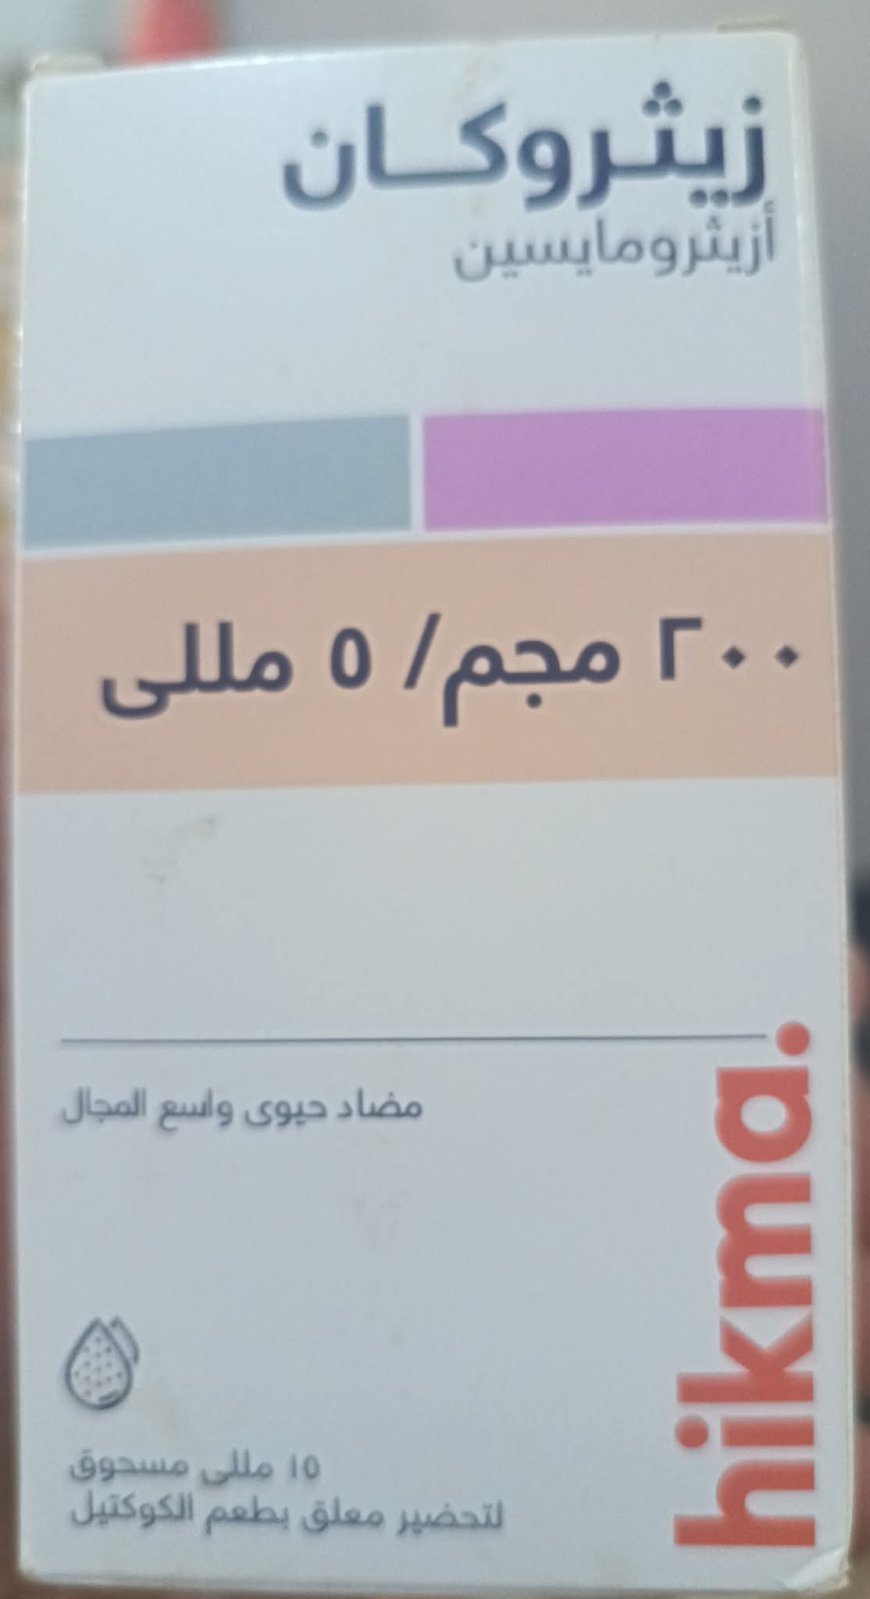 زيثروكان
أزيثرومايسين
٢٠٠ مجم/ ٥ مللى
مضاد حيوى واسع المجال
hikma.
١٥ مللى مسحوق
لتحضير معلق بطعم الكوكتيل